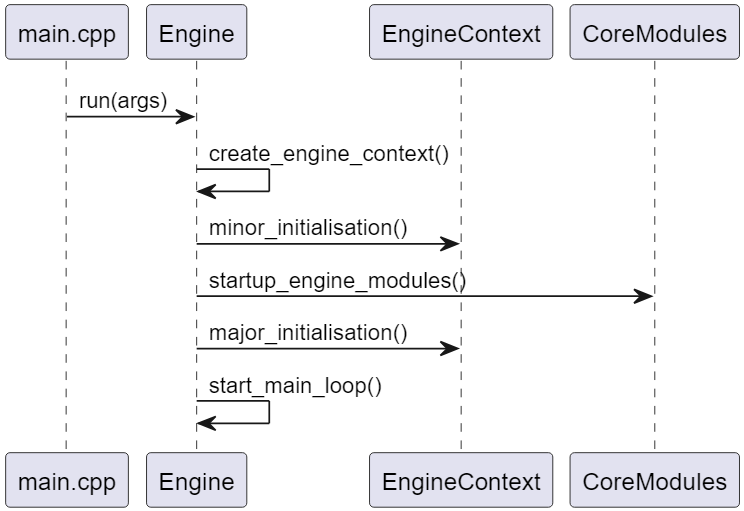 main.cpp Engine EngineContext CoreModules
run(args)
create_engine_context()
minor_initialisation()
startup_engine_modules()
major_initialisation()
start_main_loop()
main.cpp Engine EngineContext CoreModules